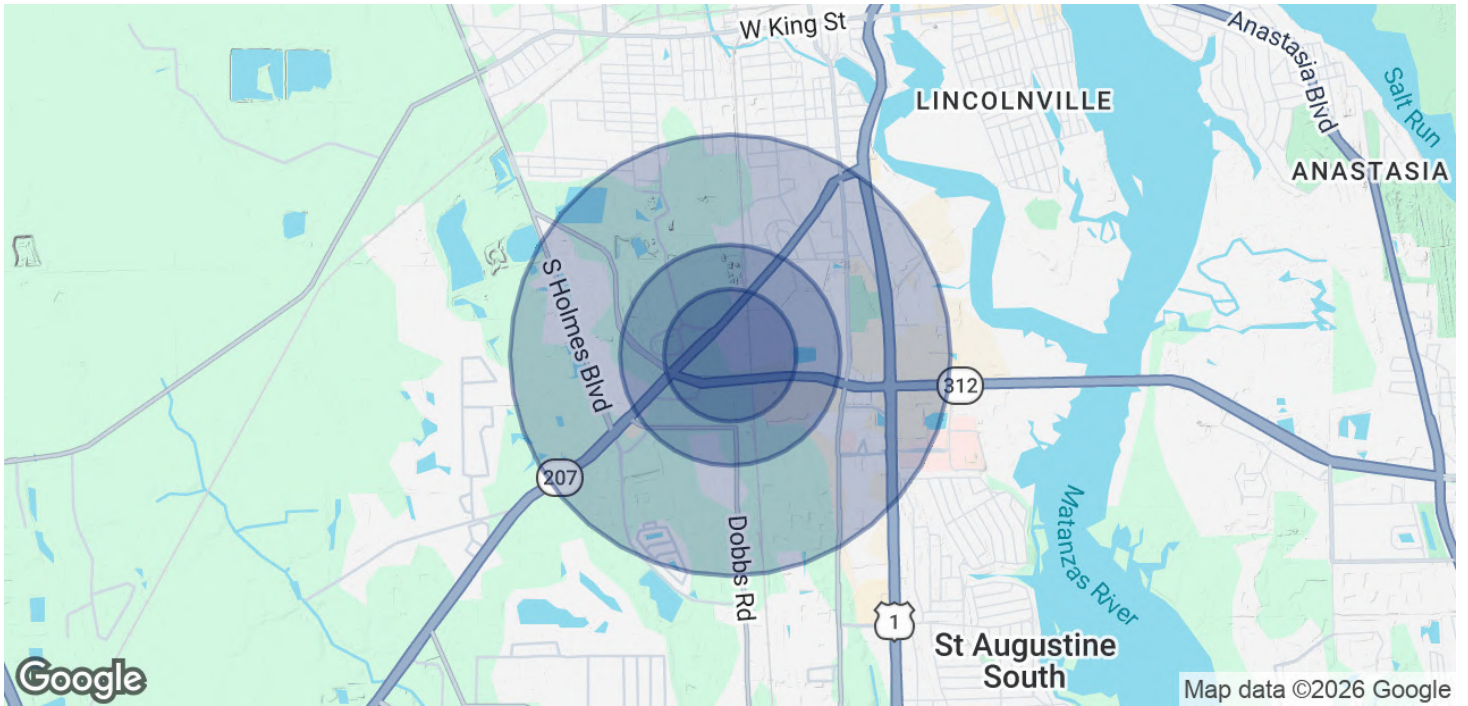 W King St
Anastasia Blvd
Salt Run
LINCOLNVILLE
ANASTASIA
S Holmes Blvd
312
207
Dobbs Rd
Matanzas River
1
St Augustine
South
Google
Map data ©2026 Google